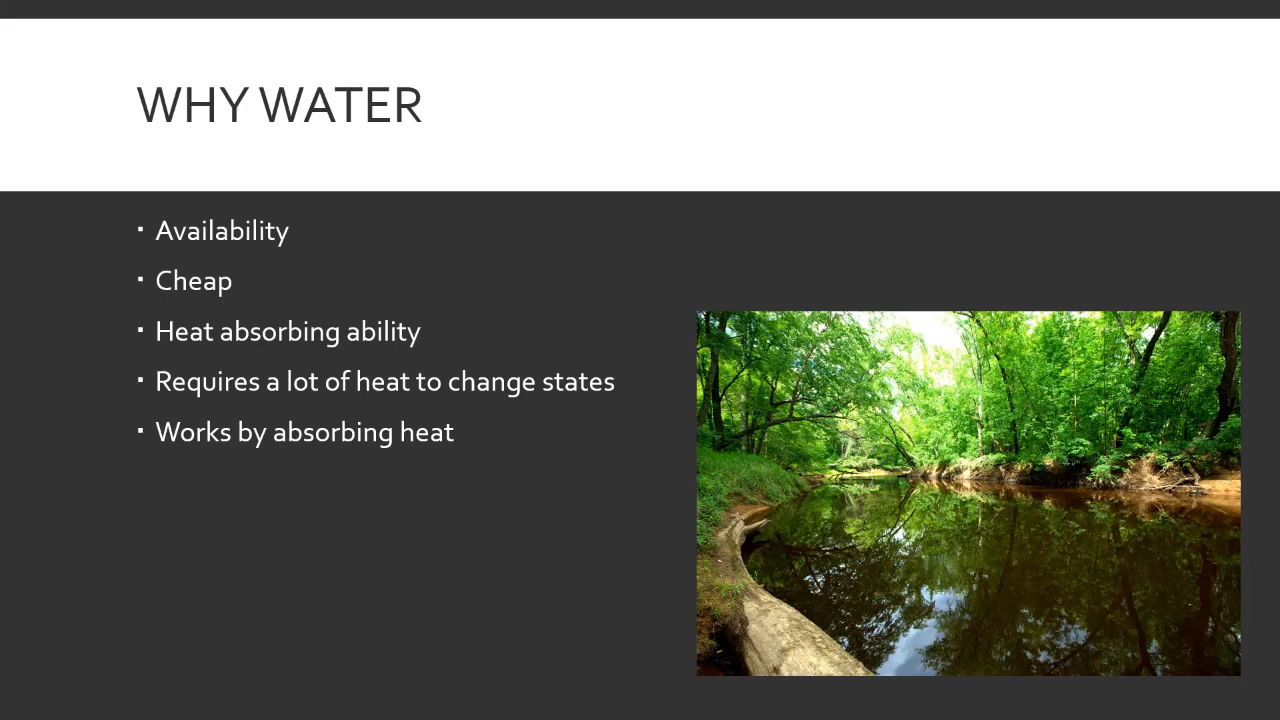 WHY WATER
▪ Availability
▪ Cheap
▪ Heat absorbing ability
▪ Requires a lot of heat to change states
▪ Works by absorbing heat